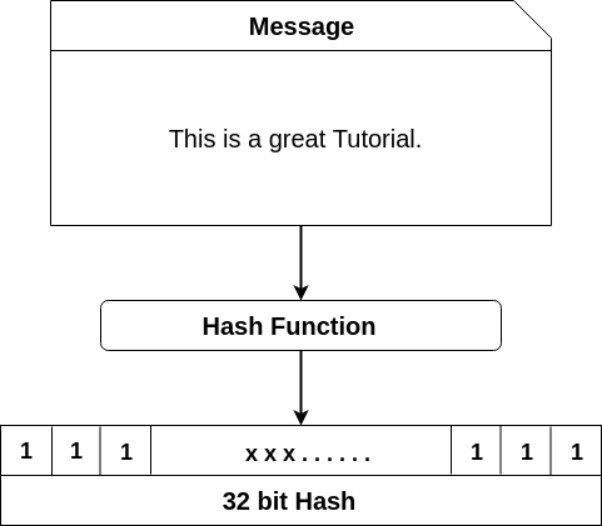 Message
This is a great Tutorial.
Hash Function
1 1 1 x x x . . . . . . 1 1 1
32 bit Hash